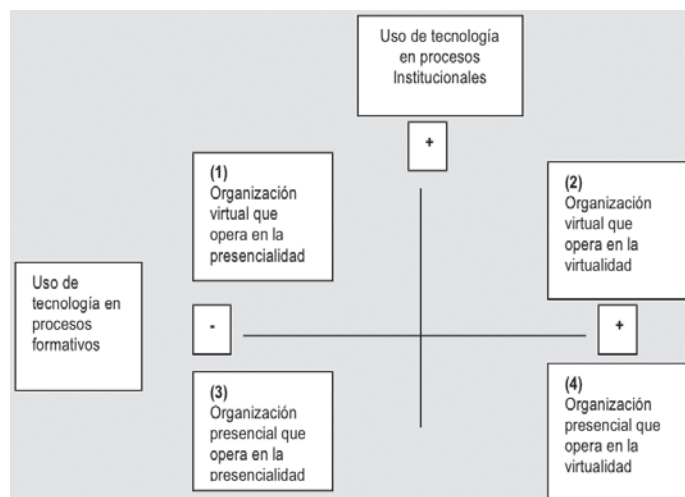 Uso de tecnología
en procesos
Institucionales
+
(1)
Organización
virtual que
opera en la
presencialidad
(2)
Organización
virtual que
opera en la
virtualidad
Uso de
tecnología en
procesos
formativos
-
+
(3)
Organización
presencial que
opera en la
presencialidad
(4)
Organización
presencial que
opera en la
virtualidad